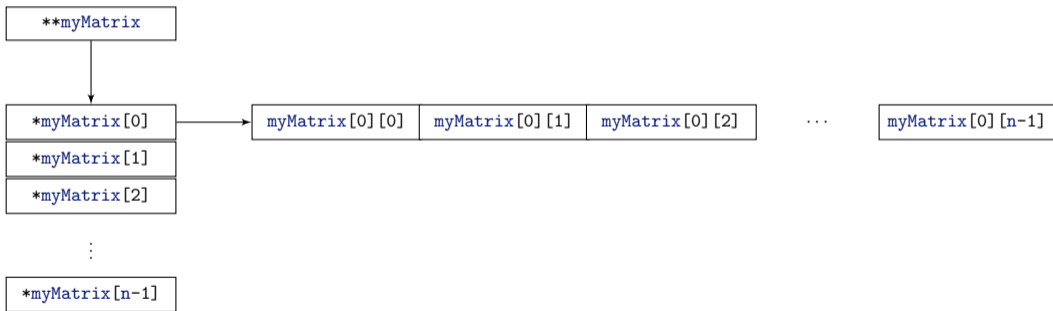 **myMatrix
*myMatrix[0] myMatrix[0][0] myMatrix[0][1] myMatrix[0][2] ... myMatrix[0][n-1]
*myMatrix[1]
*myMatrix[2]
⋮
*myMatrix[n-1]